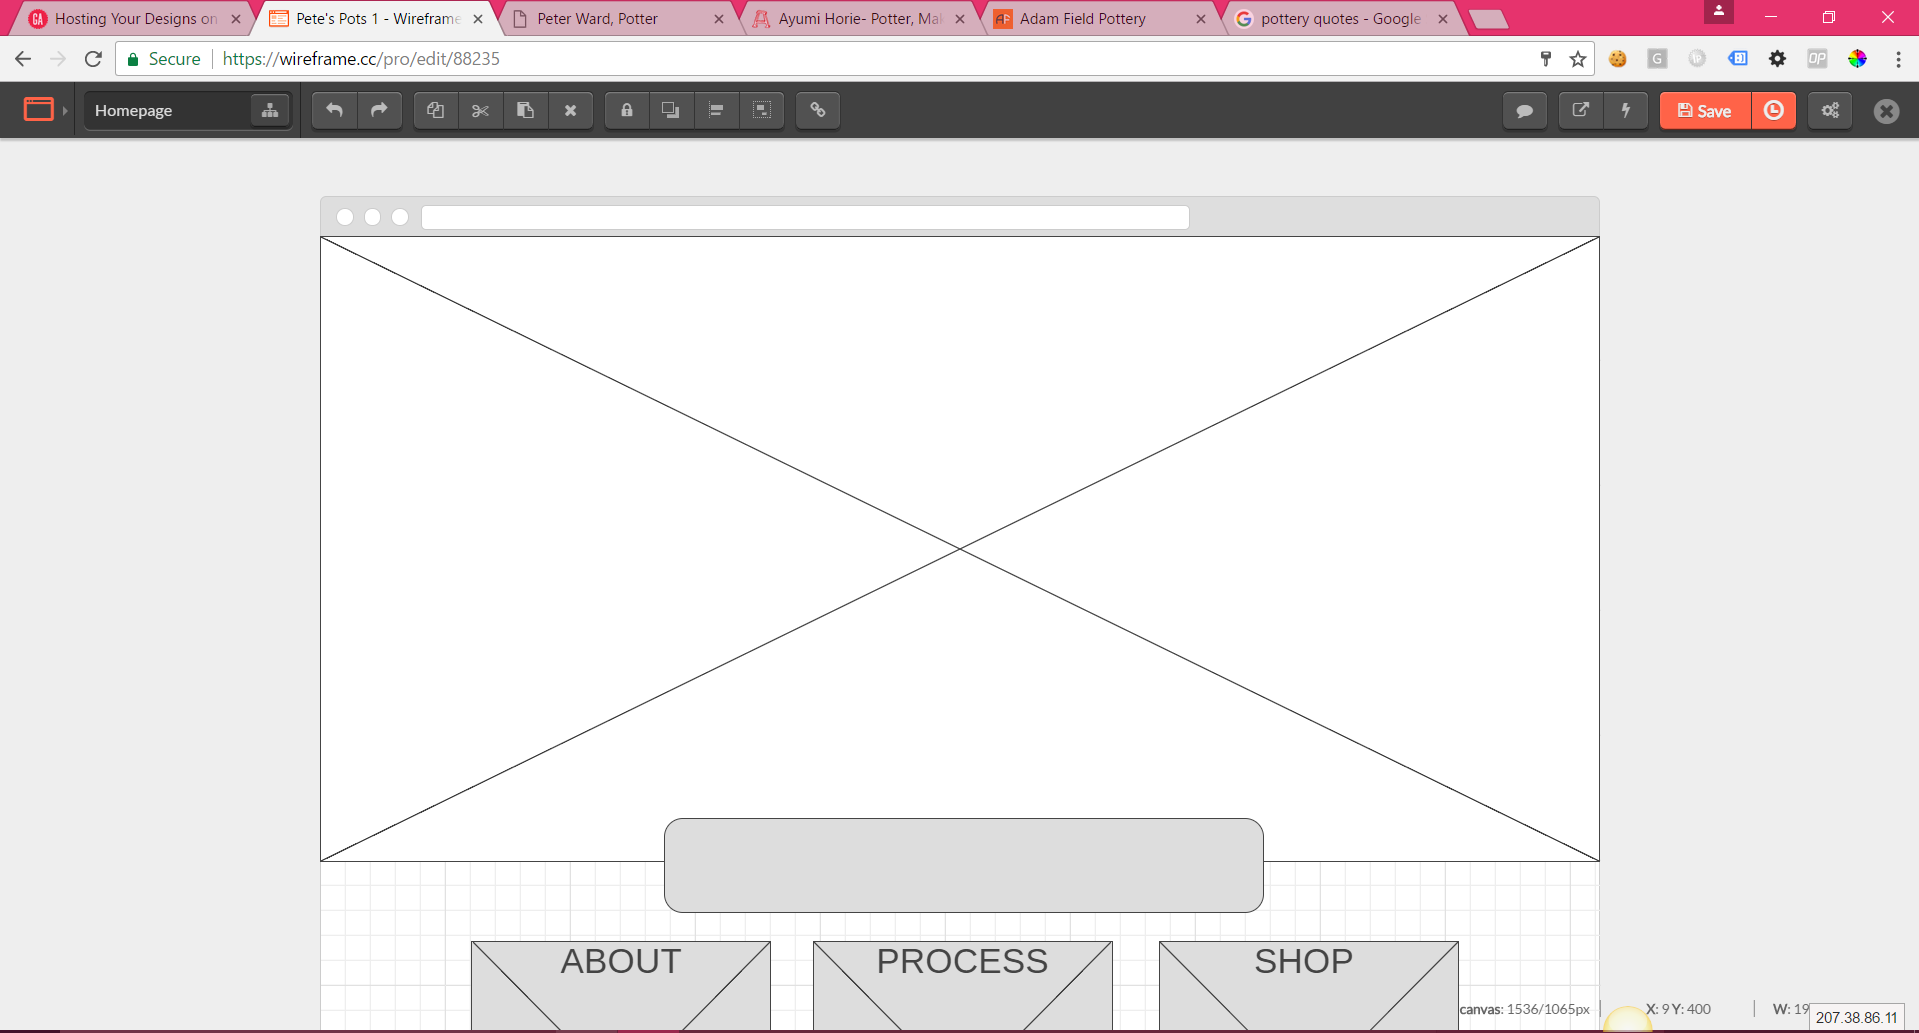 Hosting Your Designs on
Pete's Pots 1 - Wireframe
Peter Ward, Potter
Ayumi Horie- Potter, Mak
Adam Field Pottery
pottery quotes - Google
Secure
https://wireframe.cc/pro/edit/88235
Homepage
Save
ABOUT
PROCESS
SHOP
canvas: 1536/1065px
X: 9 Y: 400
W: 19
207.38.86.11